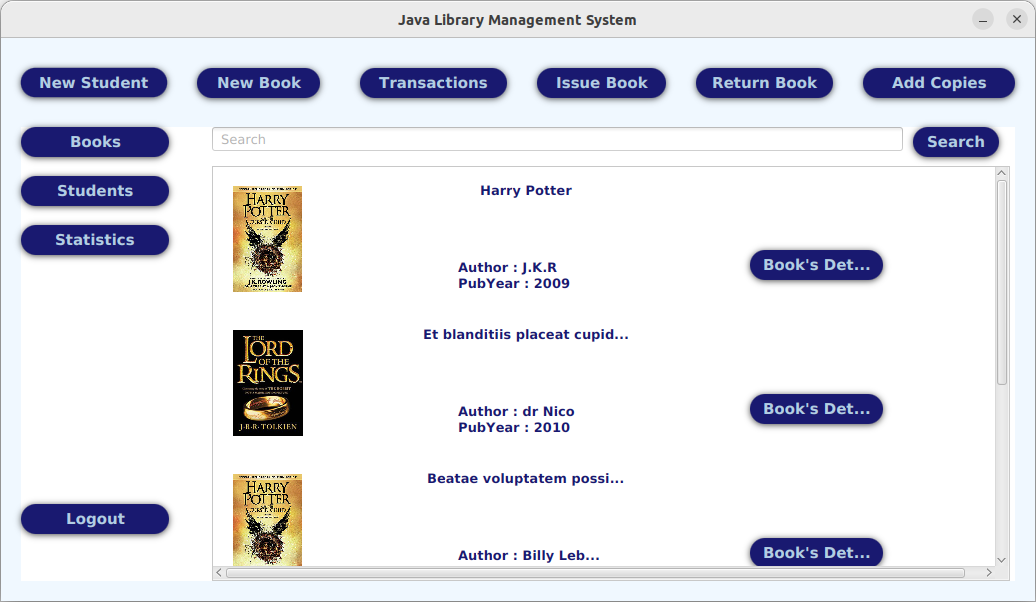 Java Library Management System
New Student
New Book
Transactions
Issue Book
Return Book
Add Copies
Books
Search
Search
Students
Statistics
Logout
HARRY
POTTER
J.K. ROWLING
Harry Potter
Author : J.K.R
PubYear : 2009
Book's Det...
THE
LORD
OF THE
RINGS
J·R·R· TOLKIEN
Et blanditiis placeat cupid...
Author : dr Nico
PubYear : 2010
Book's Det...
HARRY
POTTER
Beatae voluptatem possi...
Author : Billy Leb...
Book's Det...